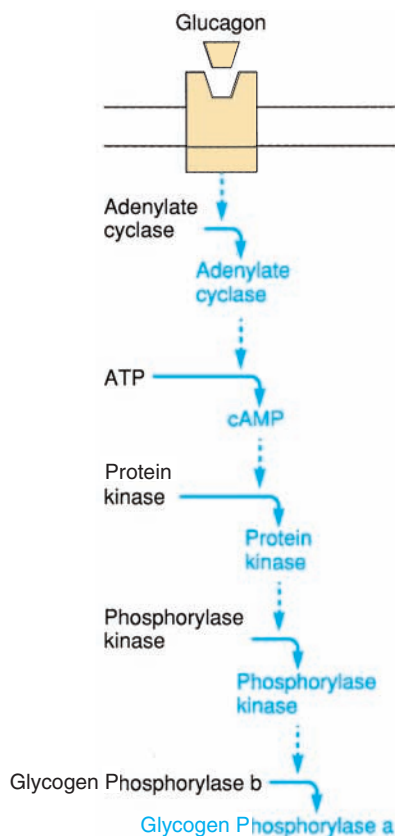 Glucagon
Adenylate
cyclase
Adenylate
cyclase
ATP
cAMP
Protein
kinase
Protein
kinase
Phosphorylase
kinase
Phosphorylase
kinase
Glycogen Phosphorylase b
Glycogen Phosphorylase a